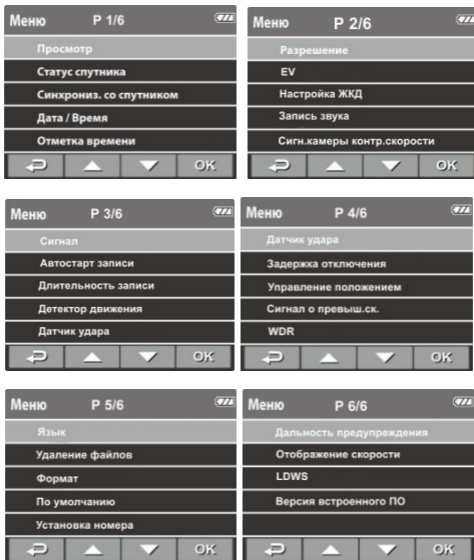 Меню P 1/6
Просмотр
Статус спутника
Синхрониз. со спутником
Дата / Время
Отметка времени
OK
Меню P 2/6
Разрешение
EV
Настройка ЖКД
Запись звука
Сигн.камеры контр.скорости
OK
Меню P 3/6
Сигнал
Автостарт записи
Длительность записи
Детектор движения
Датчик удара
OK
Меню P 4/6
Датчик удара
Задержка отключения
Управление положением
Сигнал о превыш.ск.
WDR
OK
Меню P 5/6
Язык
Удаление файлов
Формат
По умолчанию
Установка номера
OK
Меню P 6/6
Дальность предупреждения
Отображение скорости
LDWS
Версия встроенного ПО
OK